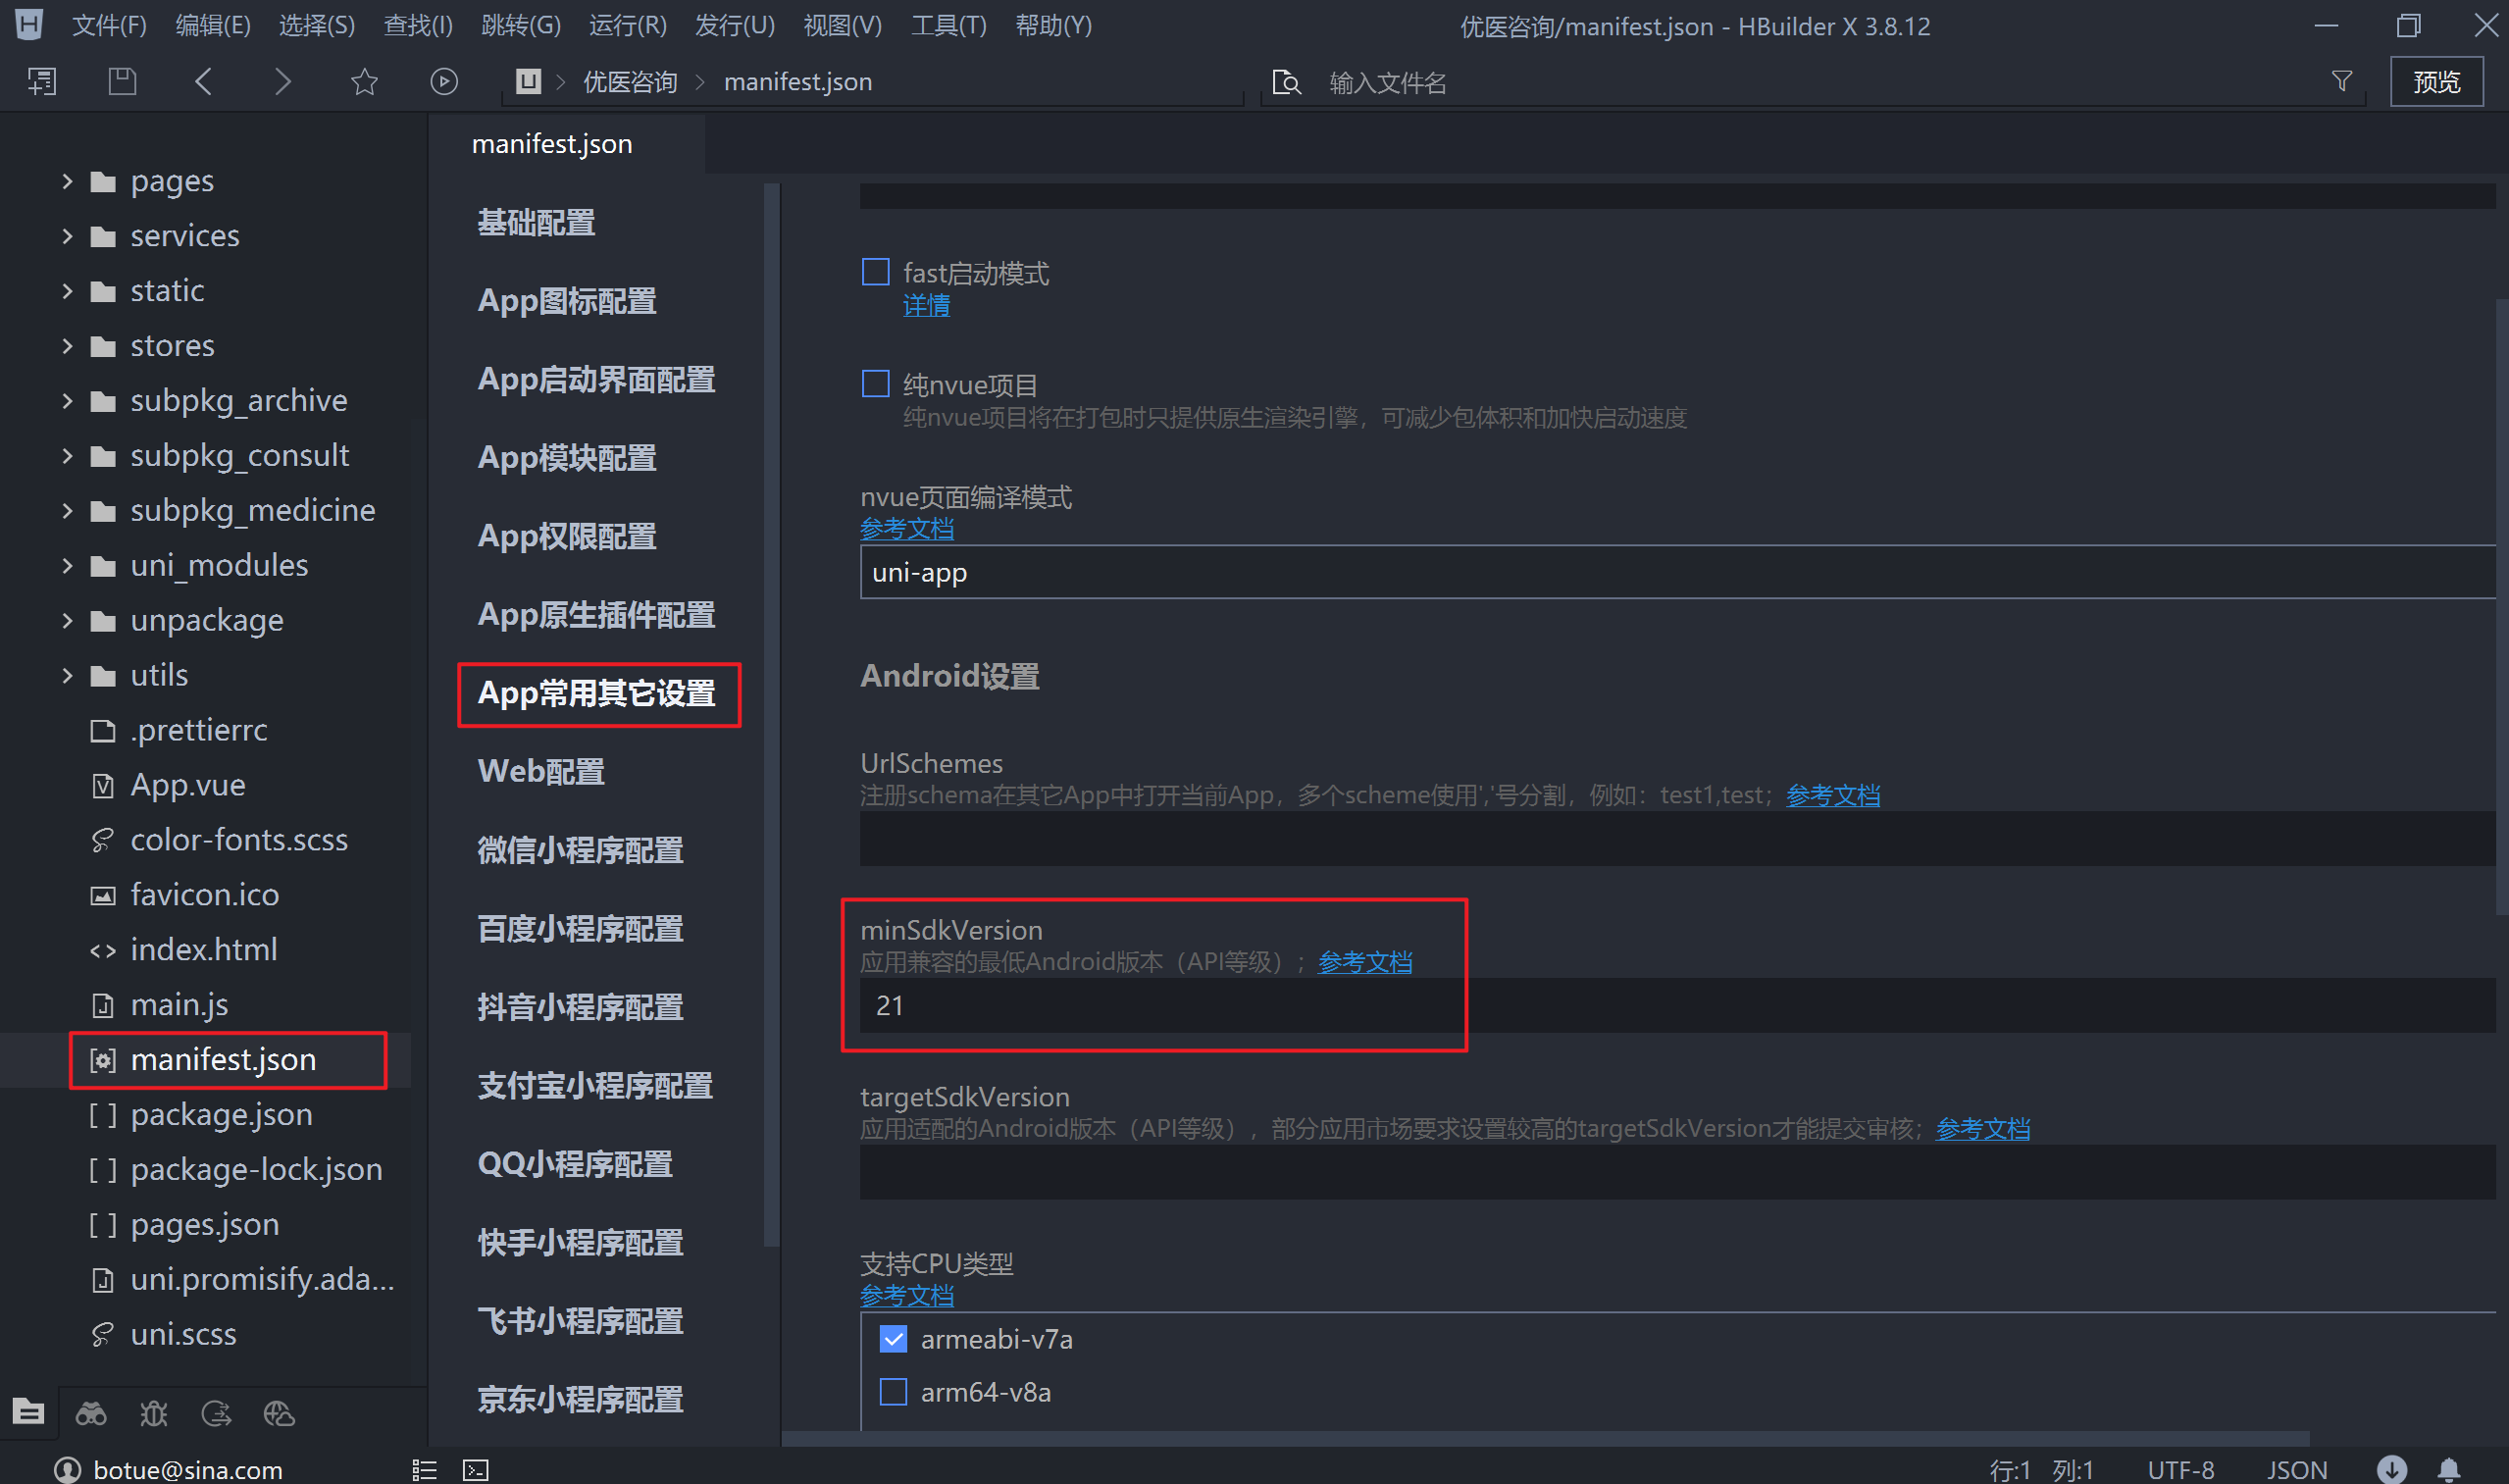 文件(F) 编辑(E) 选择(S) 查找(I) 跳转(G) 运行(R) 发行(U) 视图(V) 工具(T) 帮助(Y) 优医咨询/manifest.json - HBuilder X 3.8.12
优医咨询 manifest.json 输入文件名 预览
pages
services
static
stores
subpkg_archive
subpkg_consult
subpkg_medicine
uni_modules
unpackage
utils
.prettierrc
App.vue
color-fonts.scss
favicon.ico
index.html
main.js
manifest.json
package.json
package-lock.json
pages.json
uni.promisify.ada...
uni.scss
manifest.json
基础配置
App图标配置
App启动界面配置
App模块配置
App权限配置
App原生插件配置
App常用其它设置
Web配置
微信小程序配置
百度小程序配置
抖音小程序配置
支付宝小程序配置
QQ小程序配置
快手小程序配置
飞书小程序配置
京东小程序配置
fast启动模式
详情
纯nvue项目
纯nvue项目将在打包时只提供原生渲染引擎，可减少包体积和加快启动速度
nvue页面编译模式
参考文档
uni-app
Android设置
UrlSchemes
注册schema在其它App中打开当前App，多个scheme使用','号分割，例如：test1,test；参考文档
minSdkVersion
应用兼容的最低Android版本（API等级）；参考文档
21
targetSdkVersion
应用适配的Android版本（API等级），部分应用市场要求设置较高的targetSdkVersion才能提交审核；参考文档
支持CPU类型
参考文档
armeabi-v7a
arm64-v8a
botue@sina.com 行:1 列:1 UTF-8 JSON